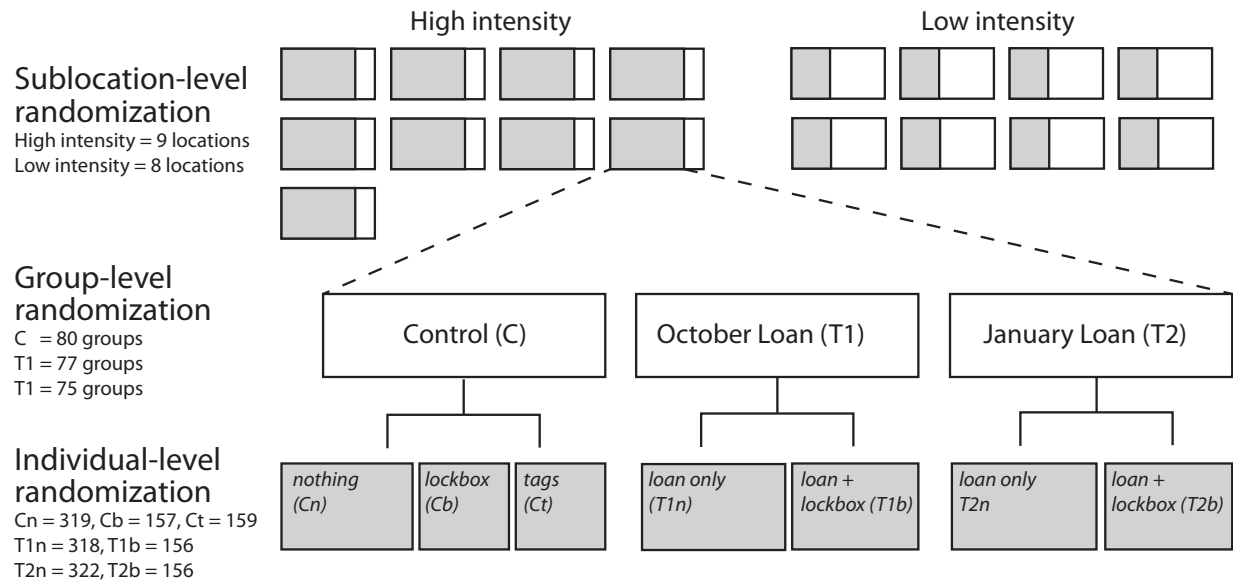 High intensity
Low intensity
Sublocation-level
randomization
High intensity = 9 locations
Low intensity = 8 locations
Group-level
randomization
C = 80 groups
T1 = 77 groups
T1 = 75 groups
Control (C)
October Loan (T1)
January Loan (T2)
Individual-level
randomization
Cn = 319, Cb = 157, Ct = 159
T1n = 318, T1b = 156
T2n = 322, T2b = 156
nothing
(Cn)
lockbox
(Cb)
tags
(Ct)
loan only
(T1n)
loan +
lockbox (T1b)
loan only
T2n
loan +
lockbox (T2b)